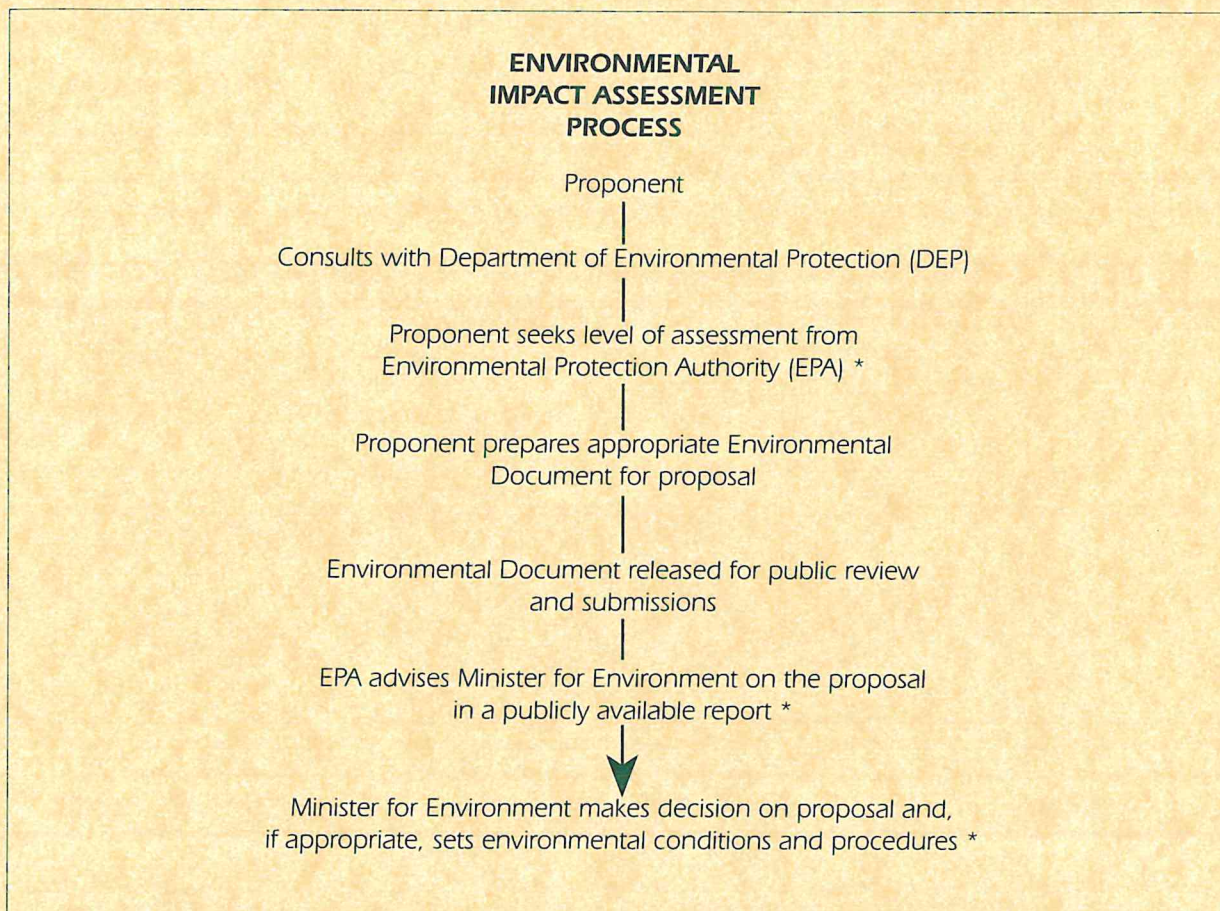 ENVIRONMENTAL
IMPACT ASSESSMENT
PROCESS
Proponent
Consults with Department of Environmental Protection (DEP)
Proponent seeks level of assessment from
Environmental Protection Authority (EPA) *
Proponent prepares appropriate Environmental
Document for proposal
Environmental Document released for public review
and submissions
EPA advises Minister for Environment on the proposal
in a publicly available report *
Minister for Environment makes decision on proposal and,
if appropriate, sets environmental conditions and procedures *